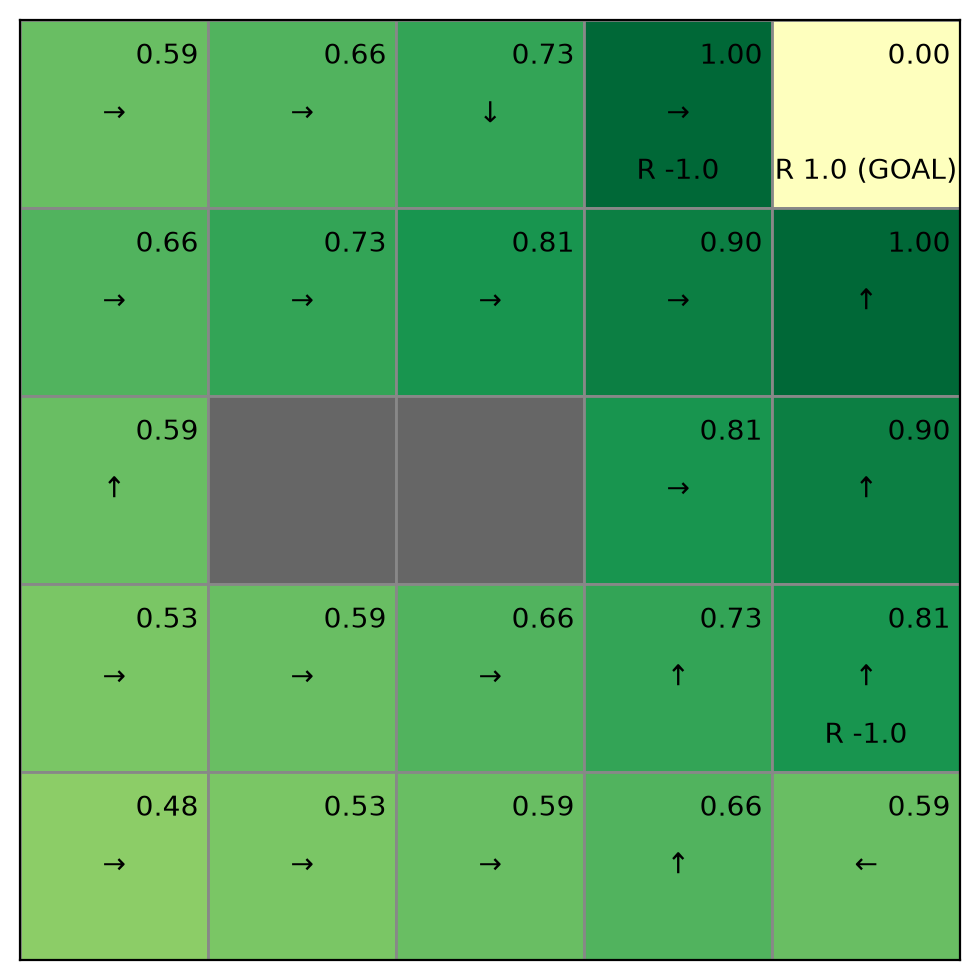 0.59 0.66 0.73 1.00 0.00
→ → ↓ →
R -1.0 R 1.0 (GOAL)
0.66 0.73 0.81 0.90 1.00
→ → → → ↑
0.59 0.81 0.90
↑ → ↑
0.53 0.59 0.66 0.73 0.81
→ → → ↑ ↑
R -1.0
0.48 0.53 0.59 0.66 0.59
→ → → ↑ ←